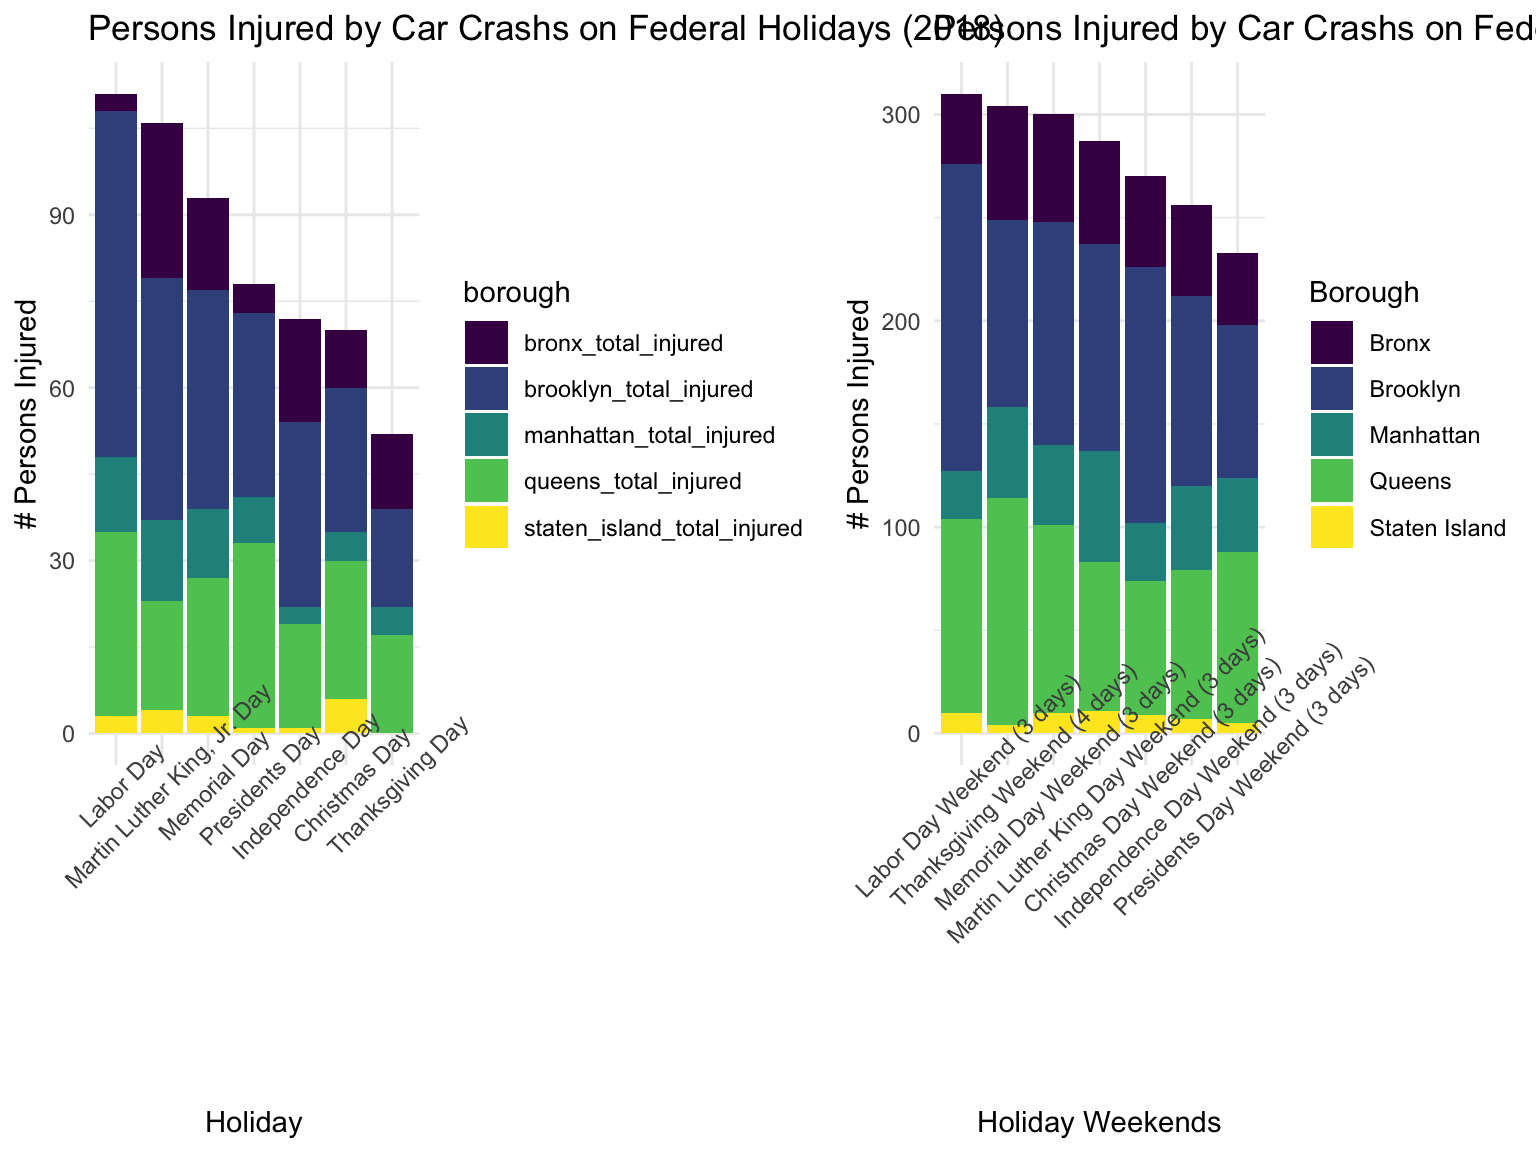 Persons Injured by Car Crashs on Federal Holidays (2018)
Persons Injured by Car Crashs on Fede
# Persons Injured
90
60
30
0
Labor Day
Martin Luther King, Jr. Day
Memorial Day
Presidents Day
Independence Day
Christmas Day
Thanksgiving Day
Holiday
borough
bronx_total_injured
brooklyn_total_injured
manhattan_total_injured
queens_total_injured
staten_island_total_injured
# Persons Injured
300
200
100
0
Labor Day Weekend (3 days)
Thanksgiving Weekend (4 days)
Memorial Day Weekend (3 days)
Martin Luther King Day Weekend (3 days)
Christmas Day Weekend (3 days)
Independence Day Weekend (3 days)
Presidents Day Weekend (3 days)
Holiday Weekends
Borough
Bronx
Brooklyn
Manhattan
Queens
Staten Island